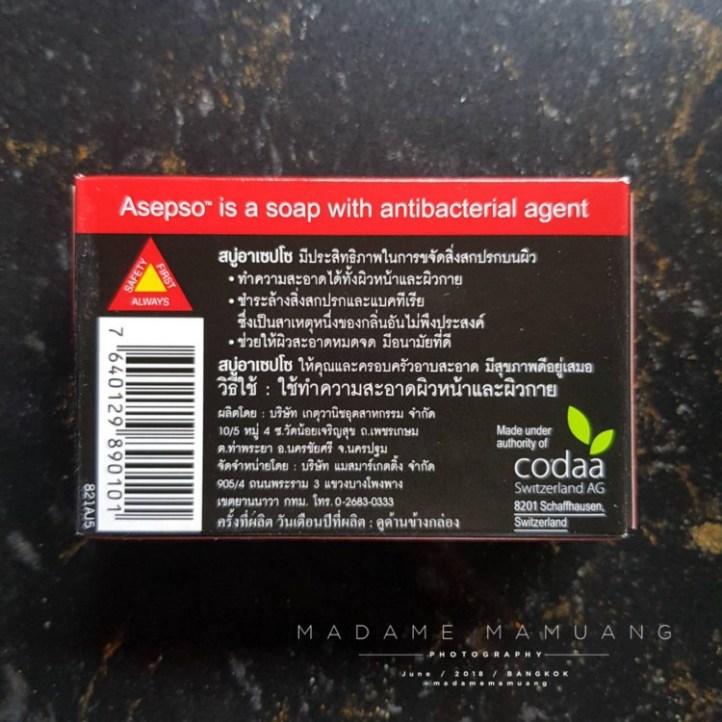 Asepso™ is a soap with antibacterial agent
SAFETY FIRST ALWAYS
สบู่อาเซปโซ มีประสิทธิภาพในการขจัดสิ่งสกปรกบนผิว
• ทำความสะอาดได้ทั้งผิวหน้าและผิวกาย
• ชำระล้างสิ่งสกปรกและแบคทีเรีย
ซึ่งเป็นสาเหตุหนึ่งของกลิ่นอันไม่พึงประสงค์
• ช่วยให้ผิวสะอาดหมดจด มีอนามัยที่ดี
สบู่อาเซปโซ ให้คุณและครอบครัวอาบสะอาด มีสุขภาพดีอยู่เสมอ
วิธีใช้ : ใช้ทำความสะอาดผิวหน้าและผิวกาย
ผลิตโดย : บริษัท เกตุวานิชอุตสาหกรรม จำกัด
10/5 หมู่ 4 ซ.วัดน้อยเจริญสุข ถ.เพชรเกษม
ต.ท่าพระยา อ.นครชัยศรี จ.นครปฐม
จัดจำหน่ายโดย : บริษัท แมสมาร์เกตติ้ง จำกัด
905/4 ถนนพระราม 3 แขวงบางโพงพาง
เขตยานนาวา กทม. โทร. 0-2683-0333
ครั้งที่ผลิต วันเดือนปีที่ผลิต : ดูด้านข้างกล่อง
7 640129 890101
821AJ5
Made under
authority of
codaa
Switzerland AG
8201 Schaffhausen,
Switzerland
MADAME MAMUANG
PHOTOGRAPHY
June / 2018 / BANGKOK
madamemamuang